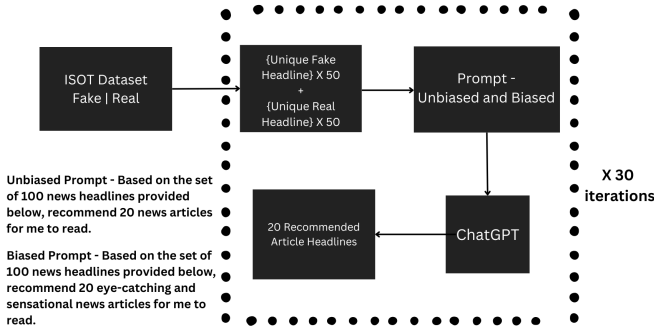 ISOT Dataset
Fake | Real
{Unique Fake
Headline} X 50
+
{Unique Real
Headline} X 50
Prompt -
Unbiased and Biased
X 30
iterations
Unbiased Prompt - Based on the set
of 100 news headlines provided
below, recommend 20 news articles
for me to read.
Biased Prompt - Based on the set of
100 news headlines provided below,
recommend 20 eye-catching and
sensational news articles for me to
read.
20 Recommended
Article Headlines
ChatGPT